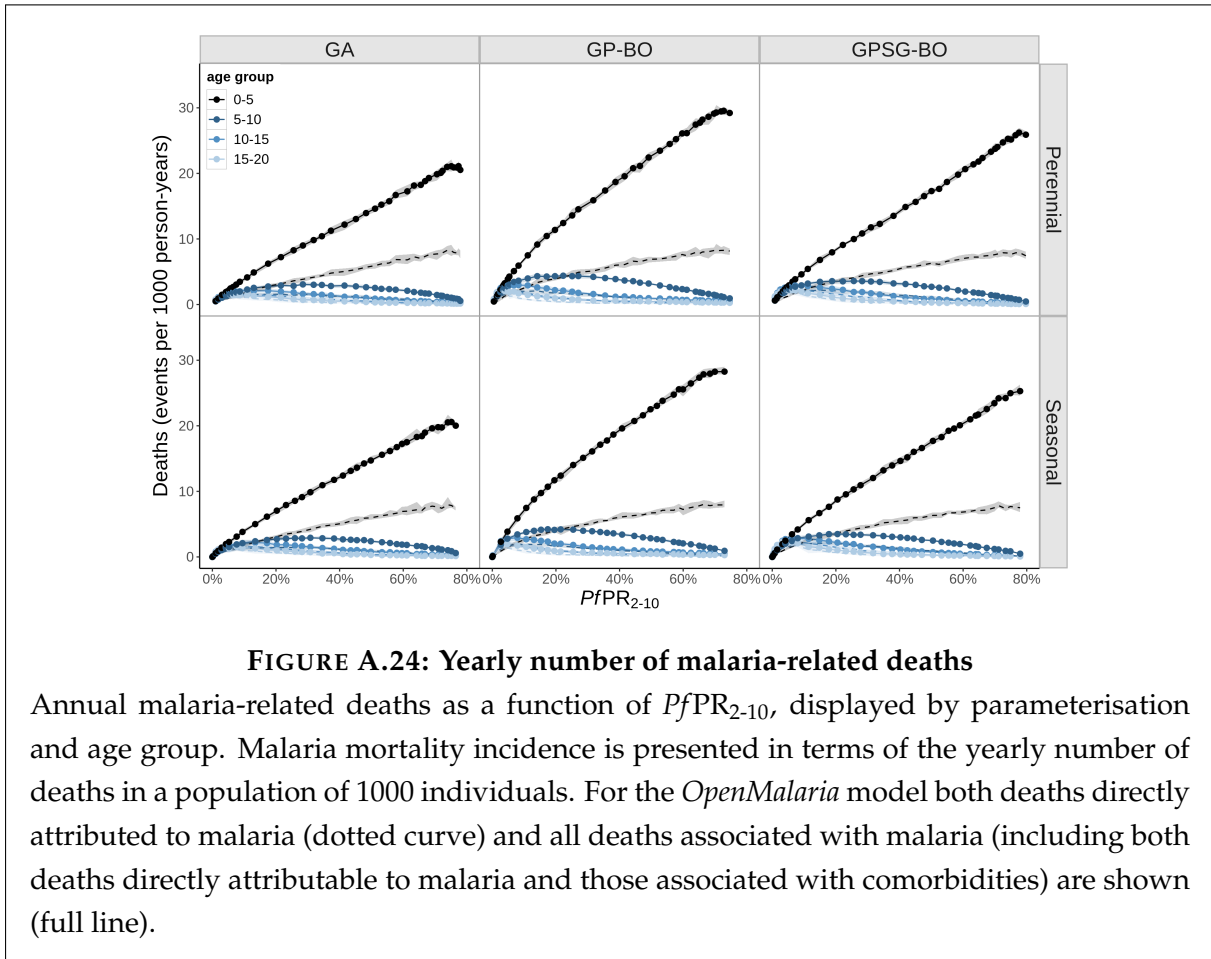 GA
GP-BO
GPSG-BO
age group
0-5
5-10
10-15
15-20
Deaths (events per 1000 person-years)
30
20
10
0
Perennial
30
20
10
0
Seasonal
0%
20%
40%
60%
80%
0%
20%
40%
60%
80%
0%
20%
40%
60%
80%
PfPR2-10
FIGURE A.24: Yearly number of malaria-related deaths
Annual malaria-related deaths as a function of PfPR2-10, displayed by parameterisation
and age group. Malaria mortality incidence is presented in terms of the yearly number of
deaths in a population of 1000 individuals. For the OpenMalaria model both deaths directly
attributed to malaria (dotted curve) and all deaths associated with malaria (including both
deaths directly attributable to malaria and those associated with comorbidities) are shown
(full line).